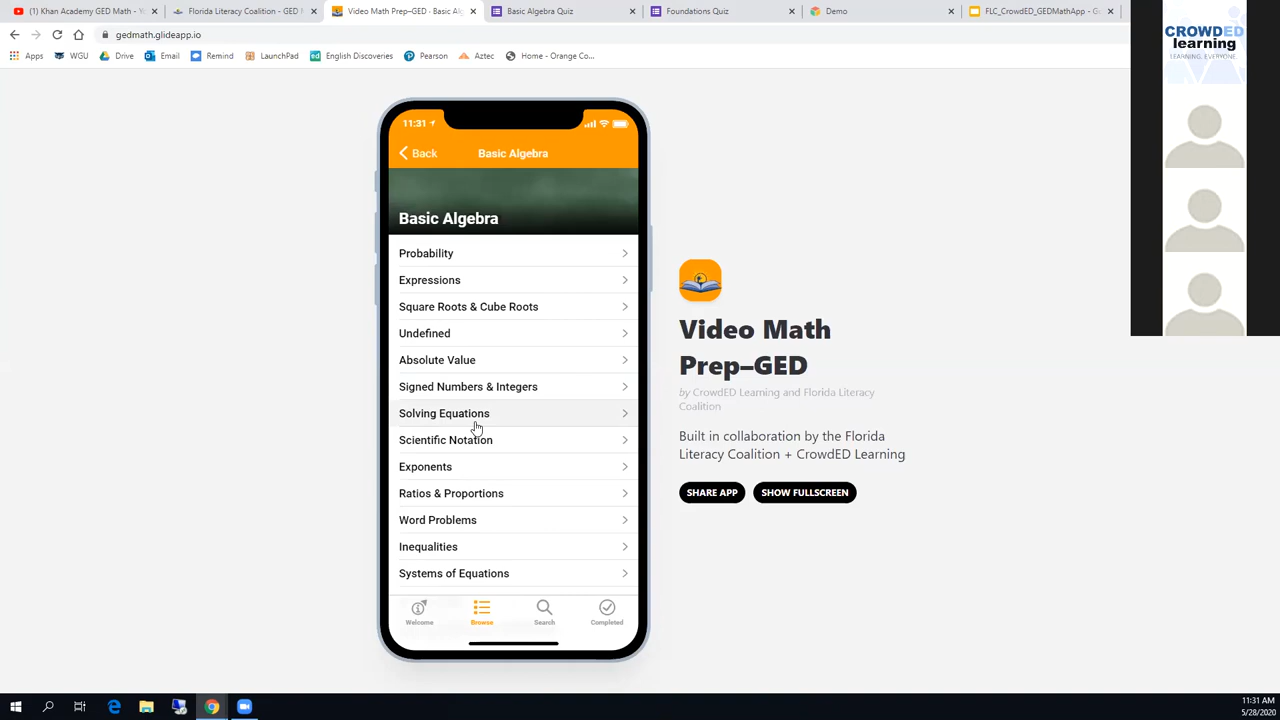 (1) Khan Academy GED Math - Y
Florida Literacy Coalition - GED M
Video Math Prep–GED · Basic Alg
Basic Algebra Quiz
Foundations Quiz
Demo
FLC_CrowdED_GEDMathApp - G
gedmath.glideapp.io
Apps WGU Drive Email Remind LaunchPad English Discoveries Pearson Aztec Home - Orange Co...
CROWDED
learning
LEARNING. EVERYONE.
11:31
Back
Basic Algebra
Basic Algebra
Probability
Expressions
Square Roots & Cube Roots
Undefined
Absolute Value
Signed Numbers & Integers
Solving Equations
Scientific Notation
Exponents
Ratios & Proportions
Word Problems
Inequalities
Systems of Equations
Welcome Browse Search Completed
Video Math
Prep–GED
by CrowdED Learning and Florida Literacy
Coalition
Built in collaboration by the Florida
Literacy Coalition + CrowdED Learning
SHARE APP
SHOW FULLSCREEN
11:31 AM
5/28/2020